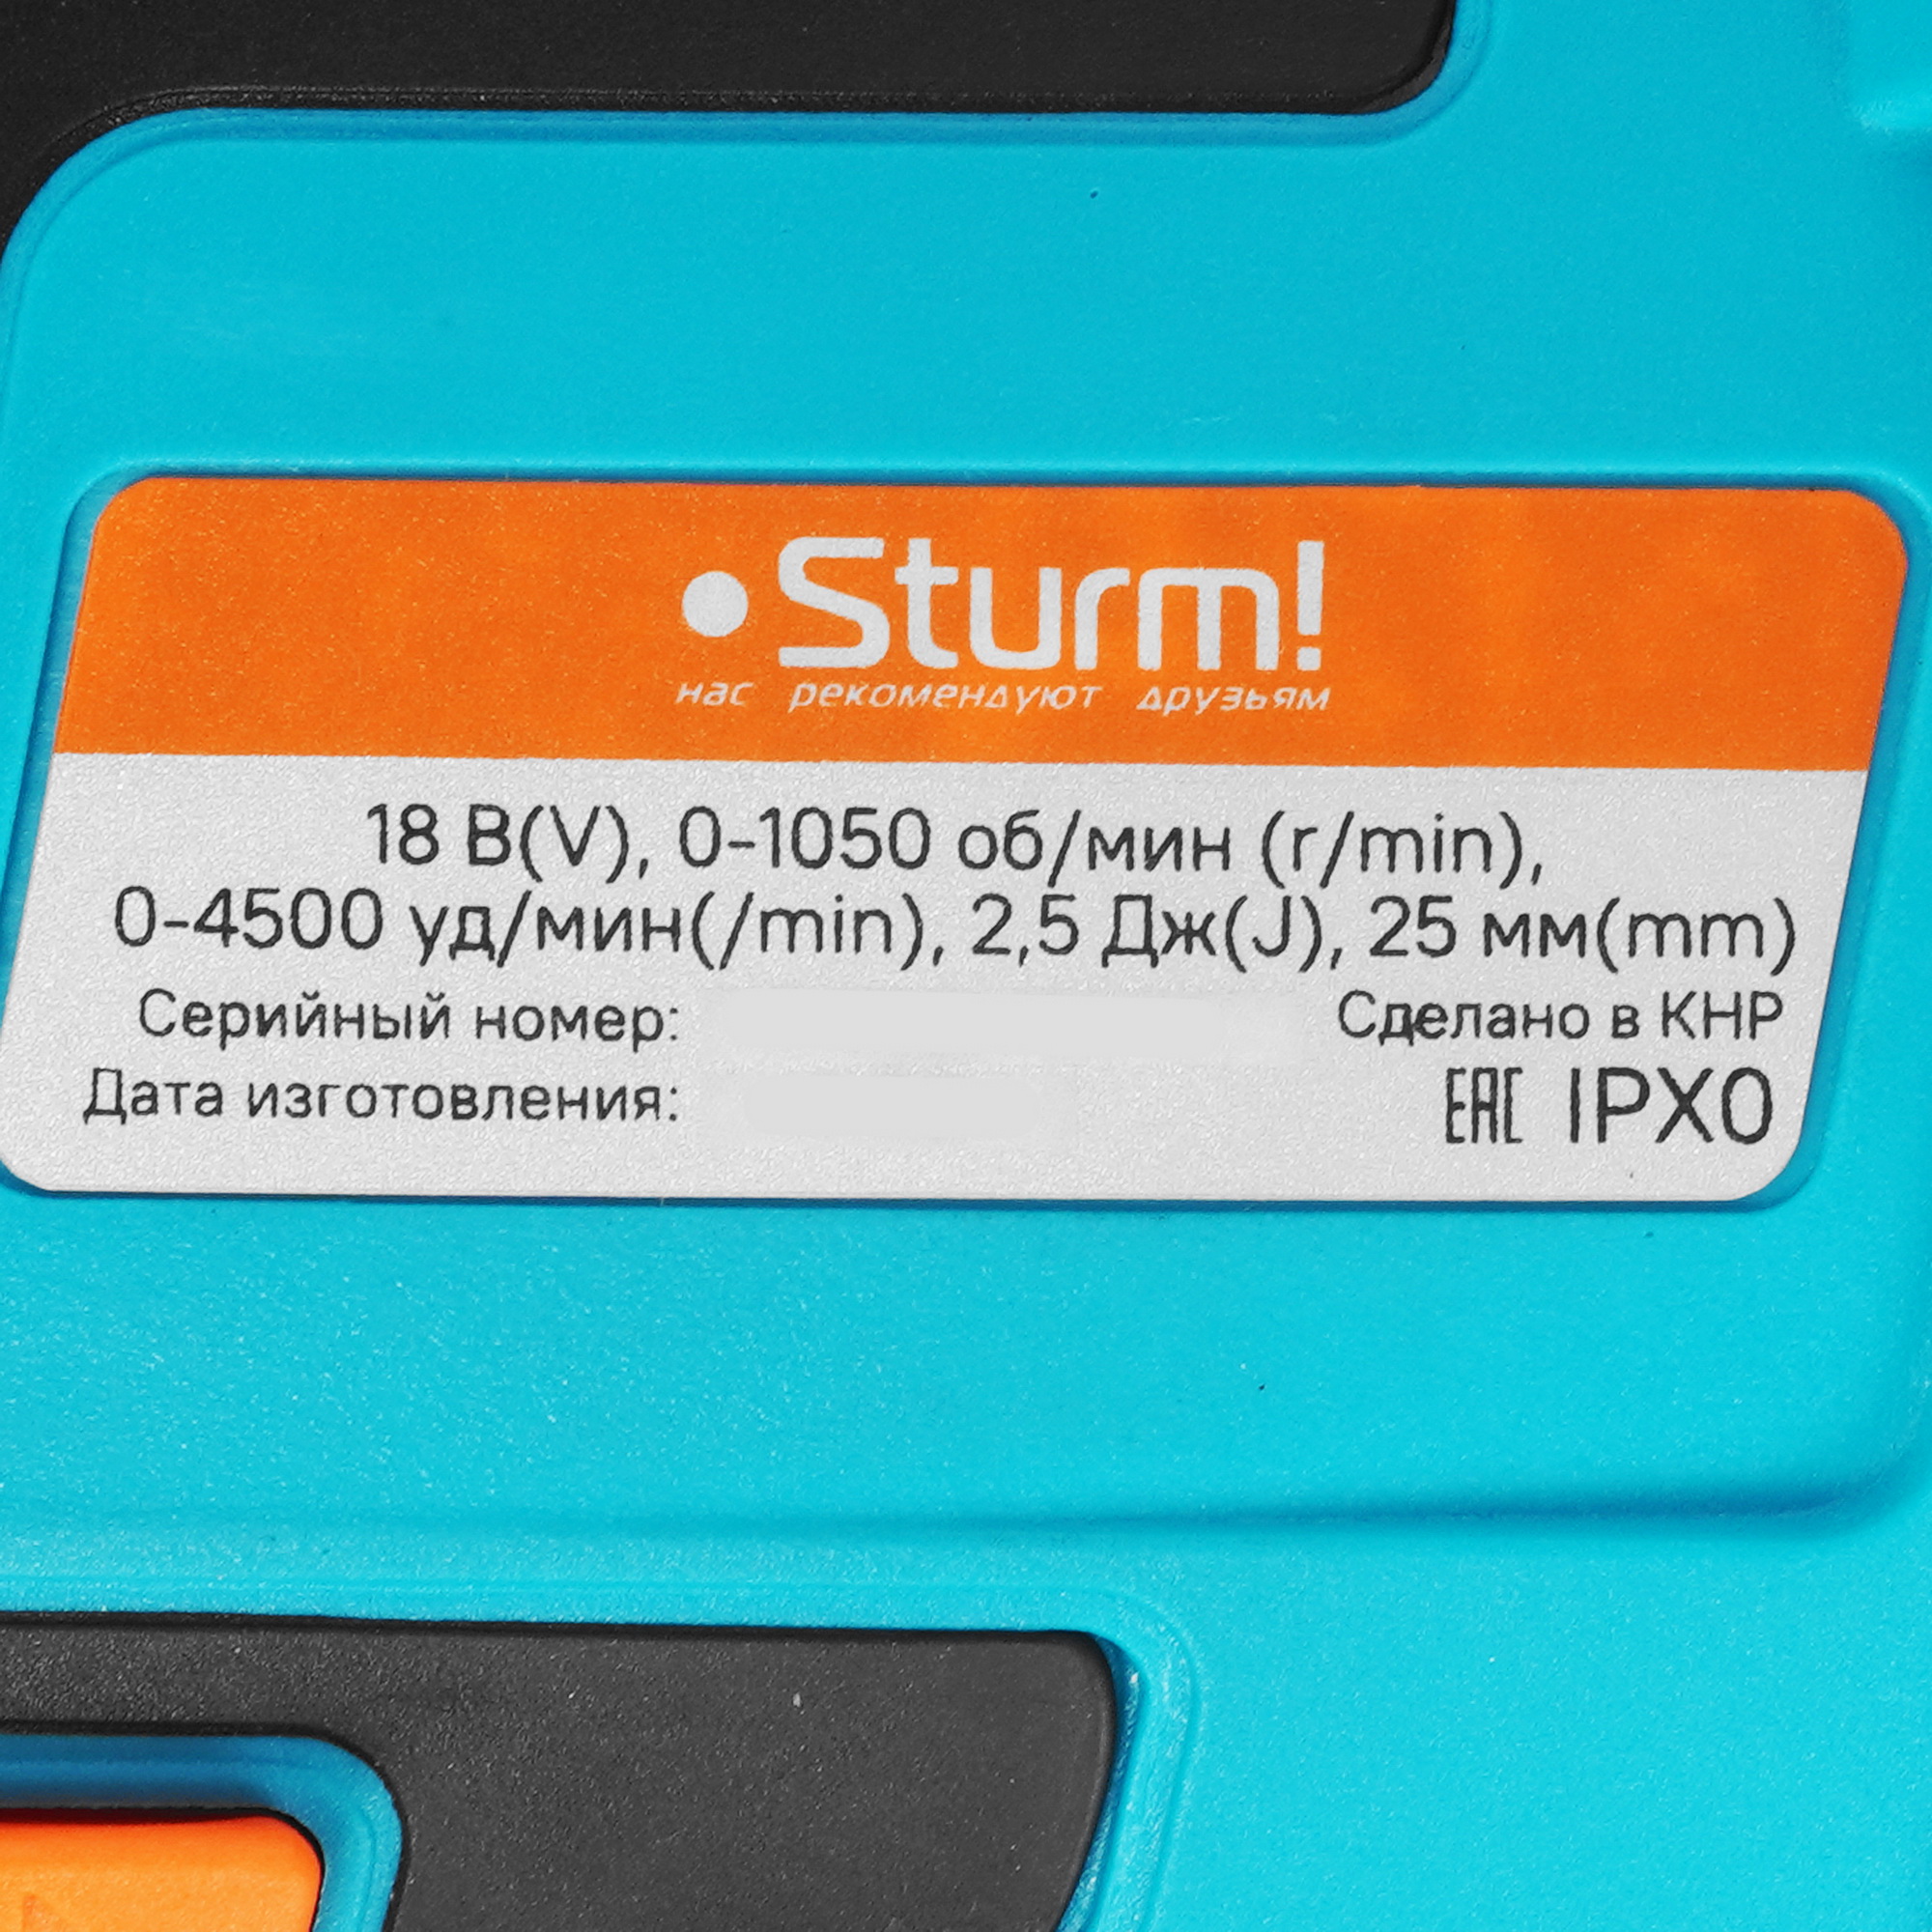 •Sturm!
нас рекомендуют друзьям
18 В(V), 0-1050 об/мин (r/min),
0-4500 уд/мин(/min), 2,5 Дж(J), 25 мм(mm)
Серийный номер: Сделано в КНР
Дата изготовления: EAC IPX0